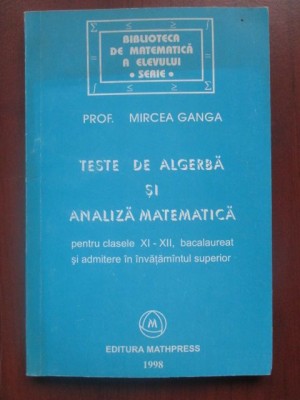 BIBLIOTECA
DE MATEMATICĂ
A ELEVULUI
• SERIE •
PROF. MIRCEA GANGA
TESTE DE ALGERBĂ
ȘI
ANALIZĂ MATEMATICĂ
pentru clasele XI - XII, bacalaureat
și admitere în învățămîntul superior
M
EDITURA MATHPRESS
1998